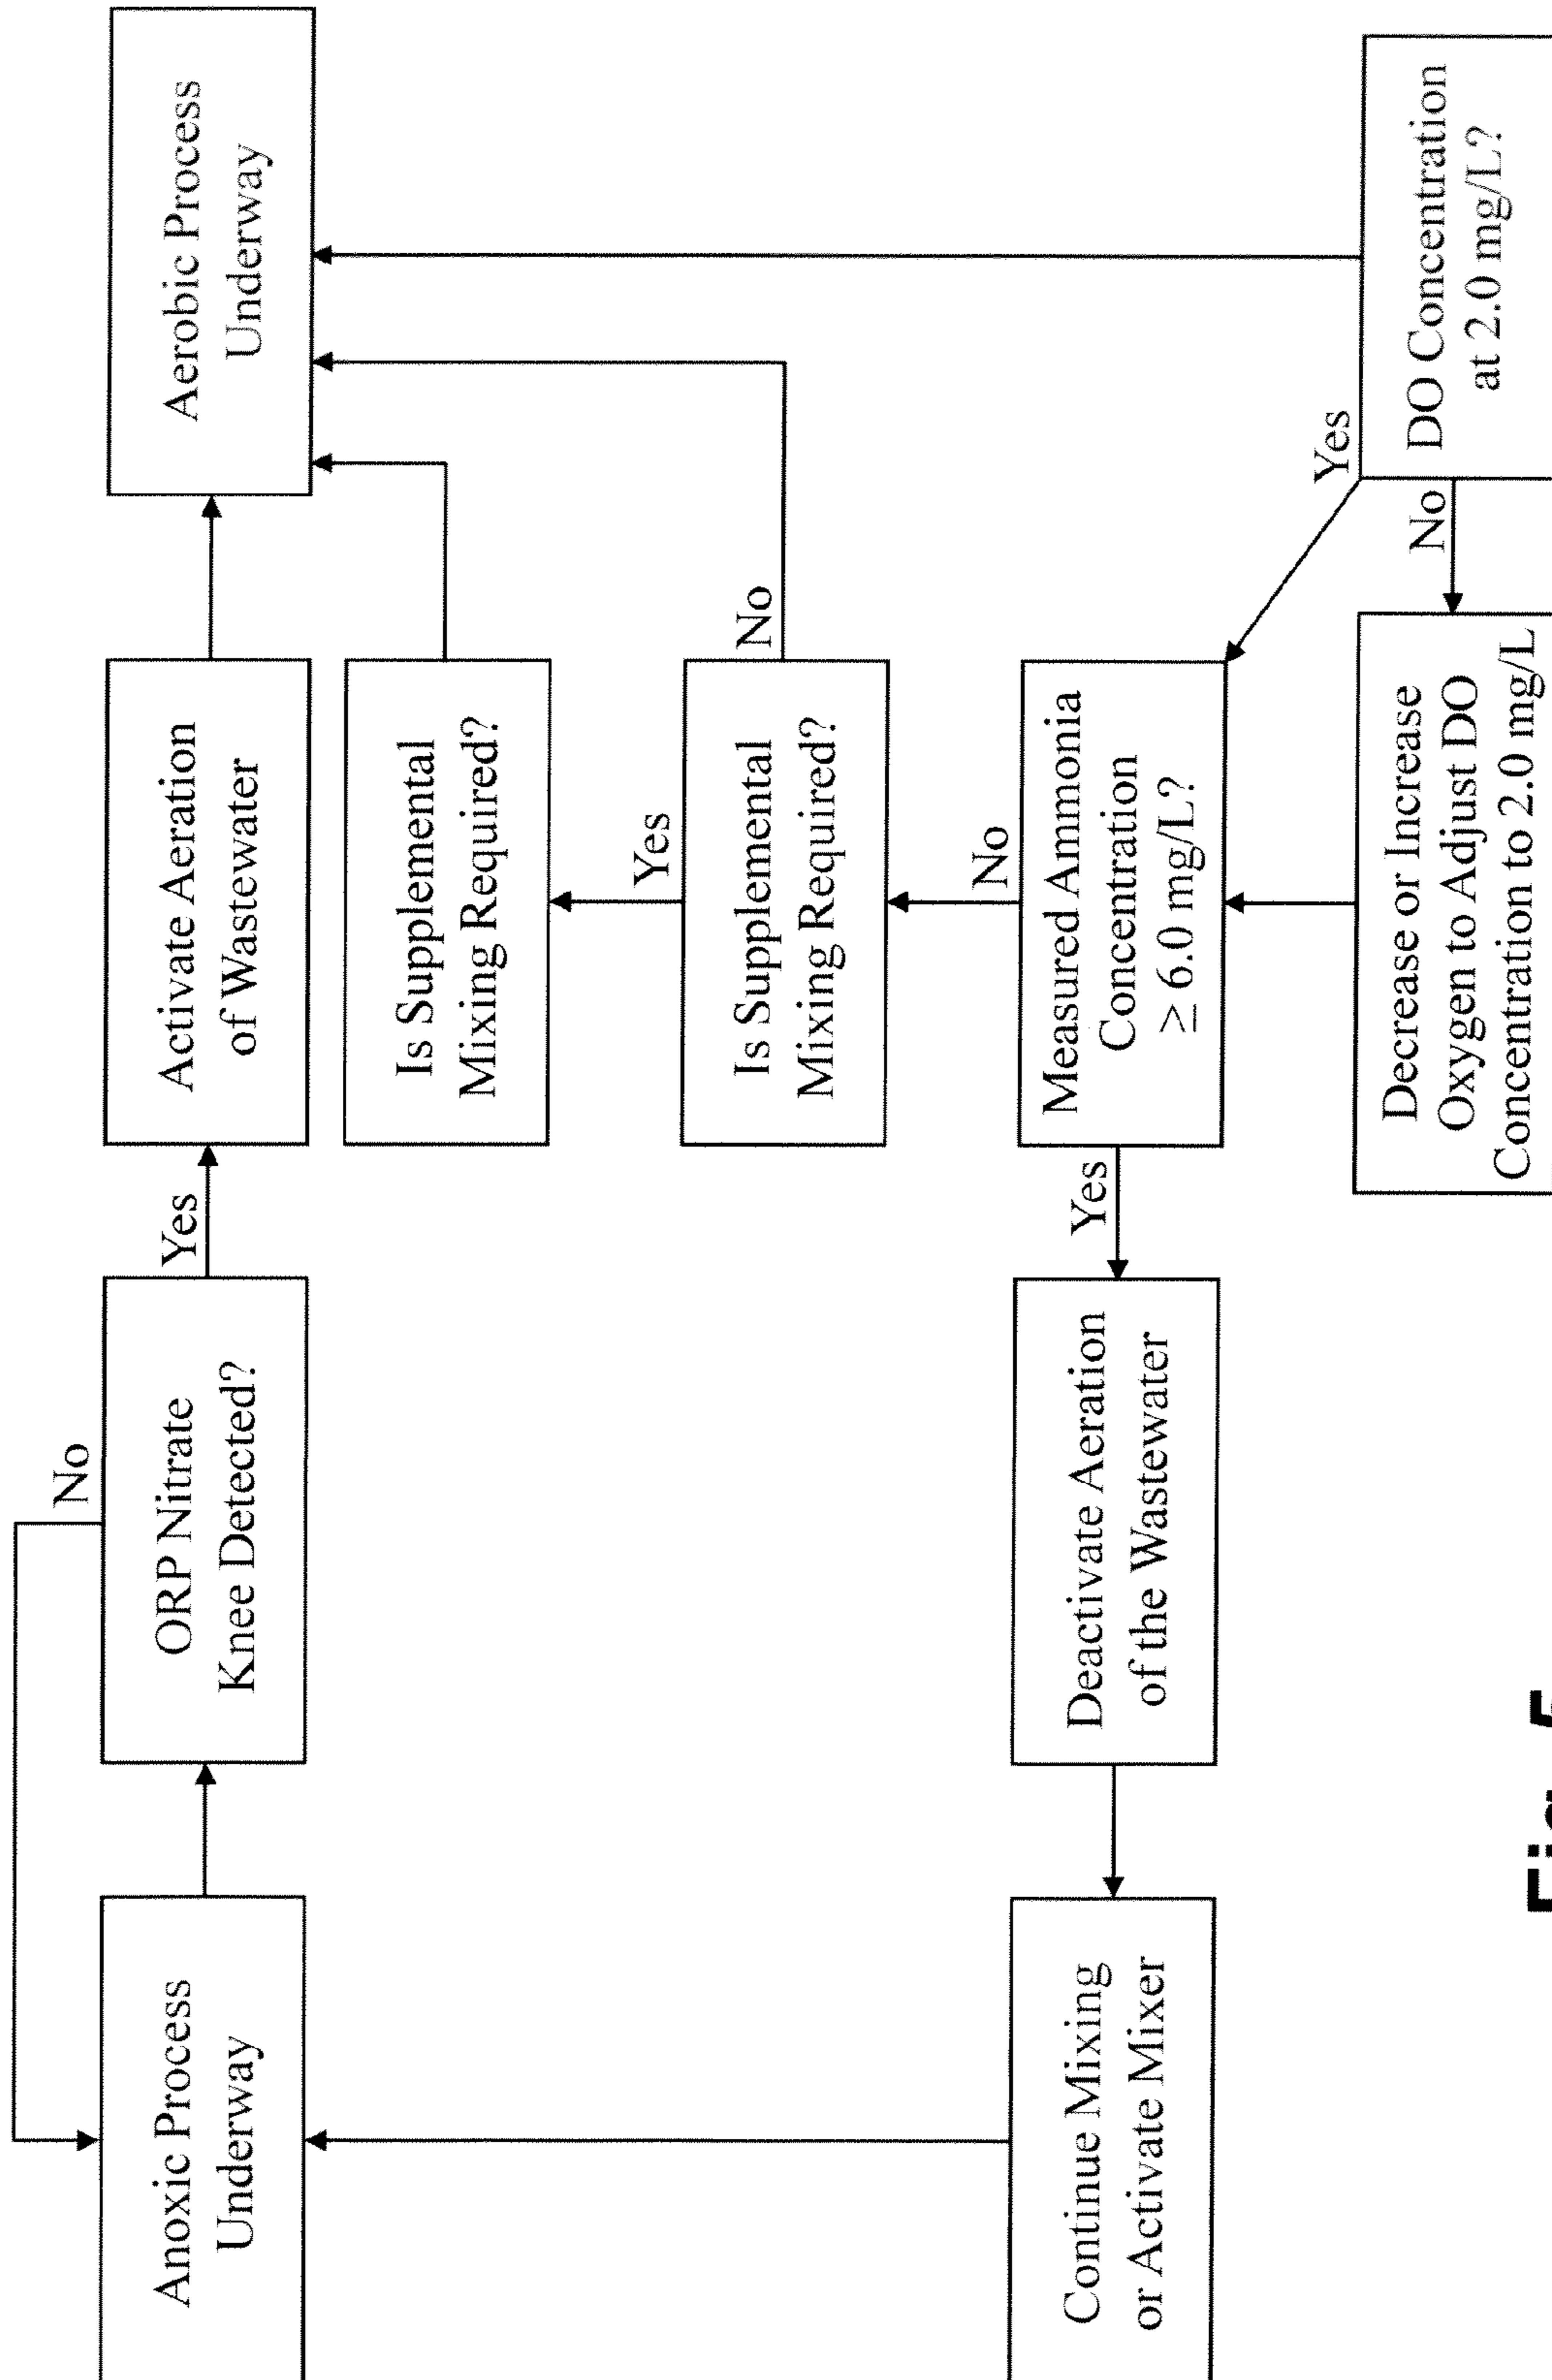 No
Anoxic Process
Underway
ORP Nitrate
Knee Detected?
Yes
Activate Aeration
of Wastewater
Aerobic Process
Underway
Is Supplemental
Mixing Required?
Yes
Is Supplemental
Mixing Required?
No
No
Continue Mixing
or Activate Mixer
Deactivate Aeration
of the Wastewater
Yes
Measured Ammonia
Concentration
≥ 6.0 mg/L?
Yes
Decrease or Increase
Oxygen to Adjust DO
Concentration to 2.0 mg/L
No
DO Concentration
at 2.0 mg/L?